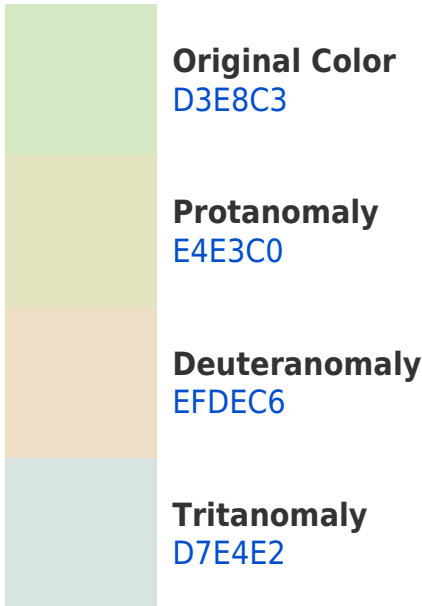 Original Color
D3E8C3
Protanomaly
E4E3C0
Deuteranomaly
EFDEC6
Tritanomaly
D7E4E2